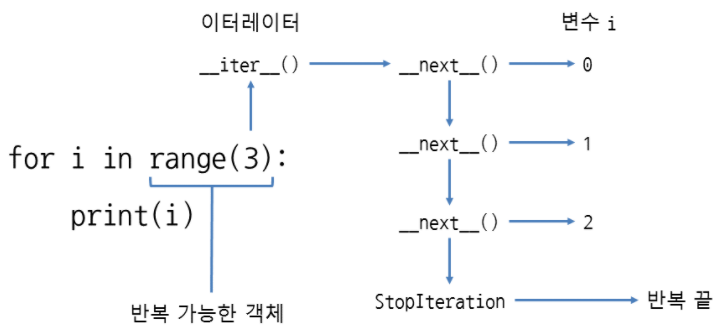 이터레이터 변수 i
__iter__() __next__() 0
__next__() 1
for i in range(3):
print(i)
__next__() 2
StopIteration 반복 끝
반복 가능한 객체